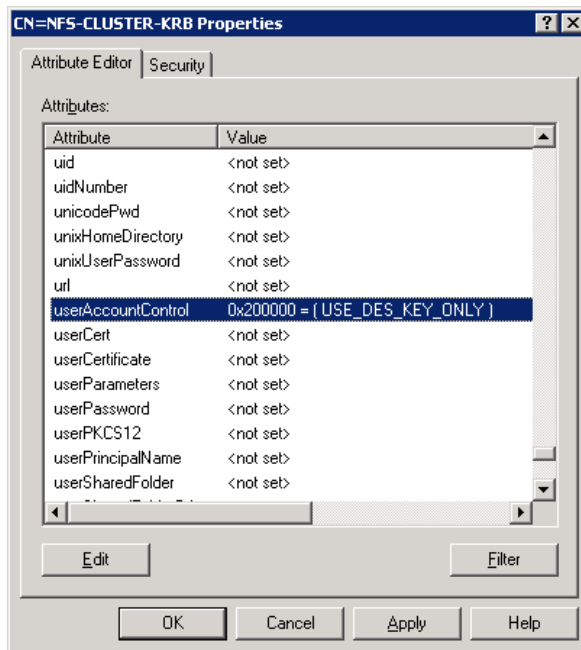 CN=NFS-CLUSTER-KRB Properties
Attribute Editor Security
Attributes:
Attribute Value
uid <not set>
uidNumber <not set>
unicodePwd <not set>
unixHomeDirectory <not set>
unixUserPassword <not set>
url <not set>
userAccountControl 0x200000 = ( USE_DES_KEY_ONLY )
userCert <not set>
userCertificate <not set>
userParameters <not set>
userPassword <not set>
userPKCS12 <not set>
userPrincipalName <not set>
userSharedFolder <not set>
Edit Filter
OK Cancel Apply Help